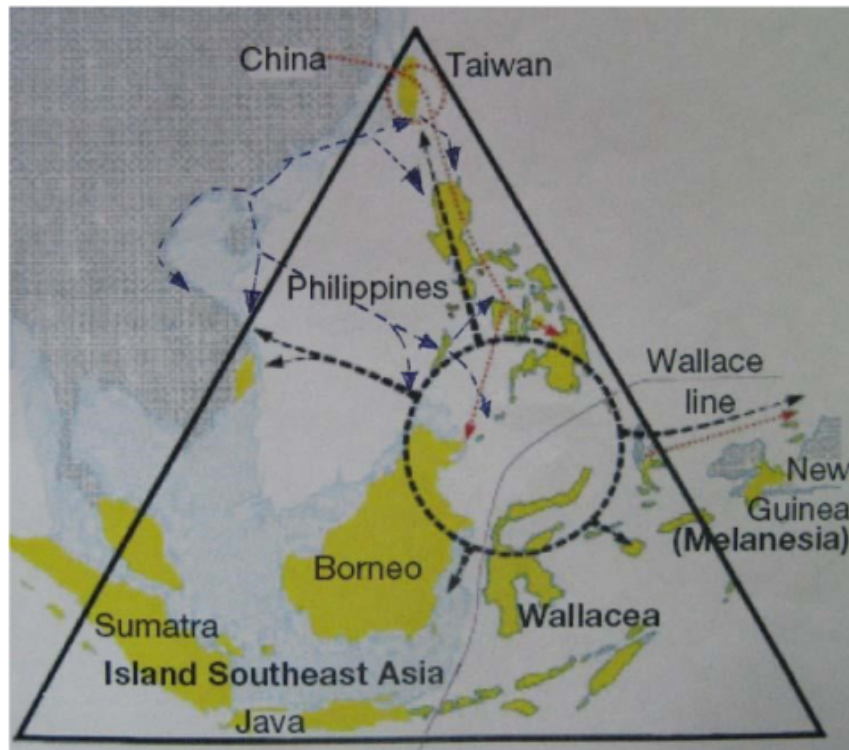 China
Taiwan
Philippines
Wallace
line
New
Guinea
(Melanesia)
Borneo
Wallacea
Sumatra
Island Southeast Asia
Java